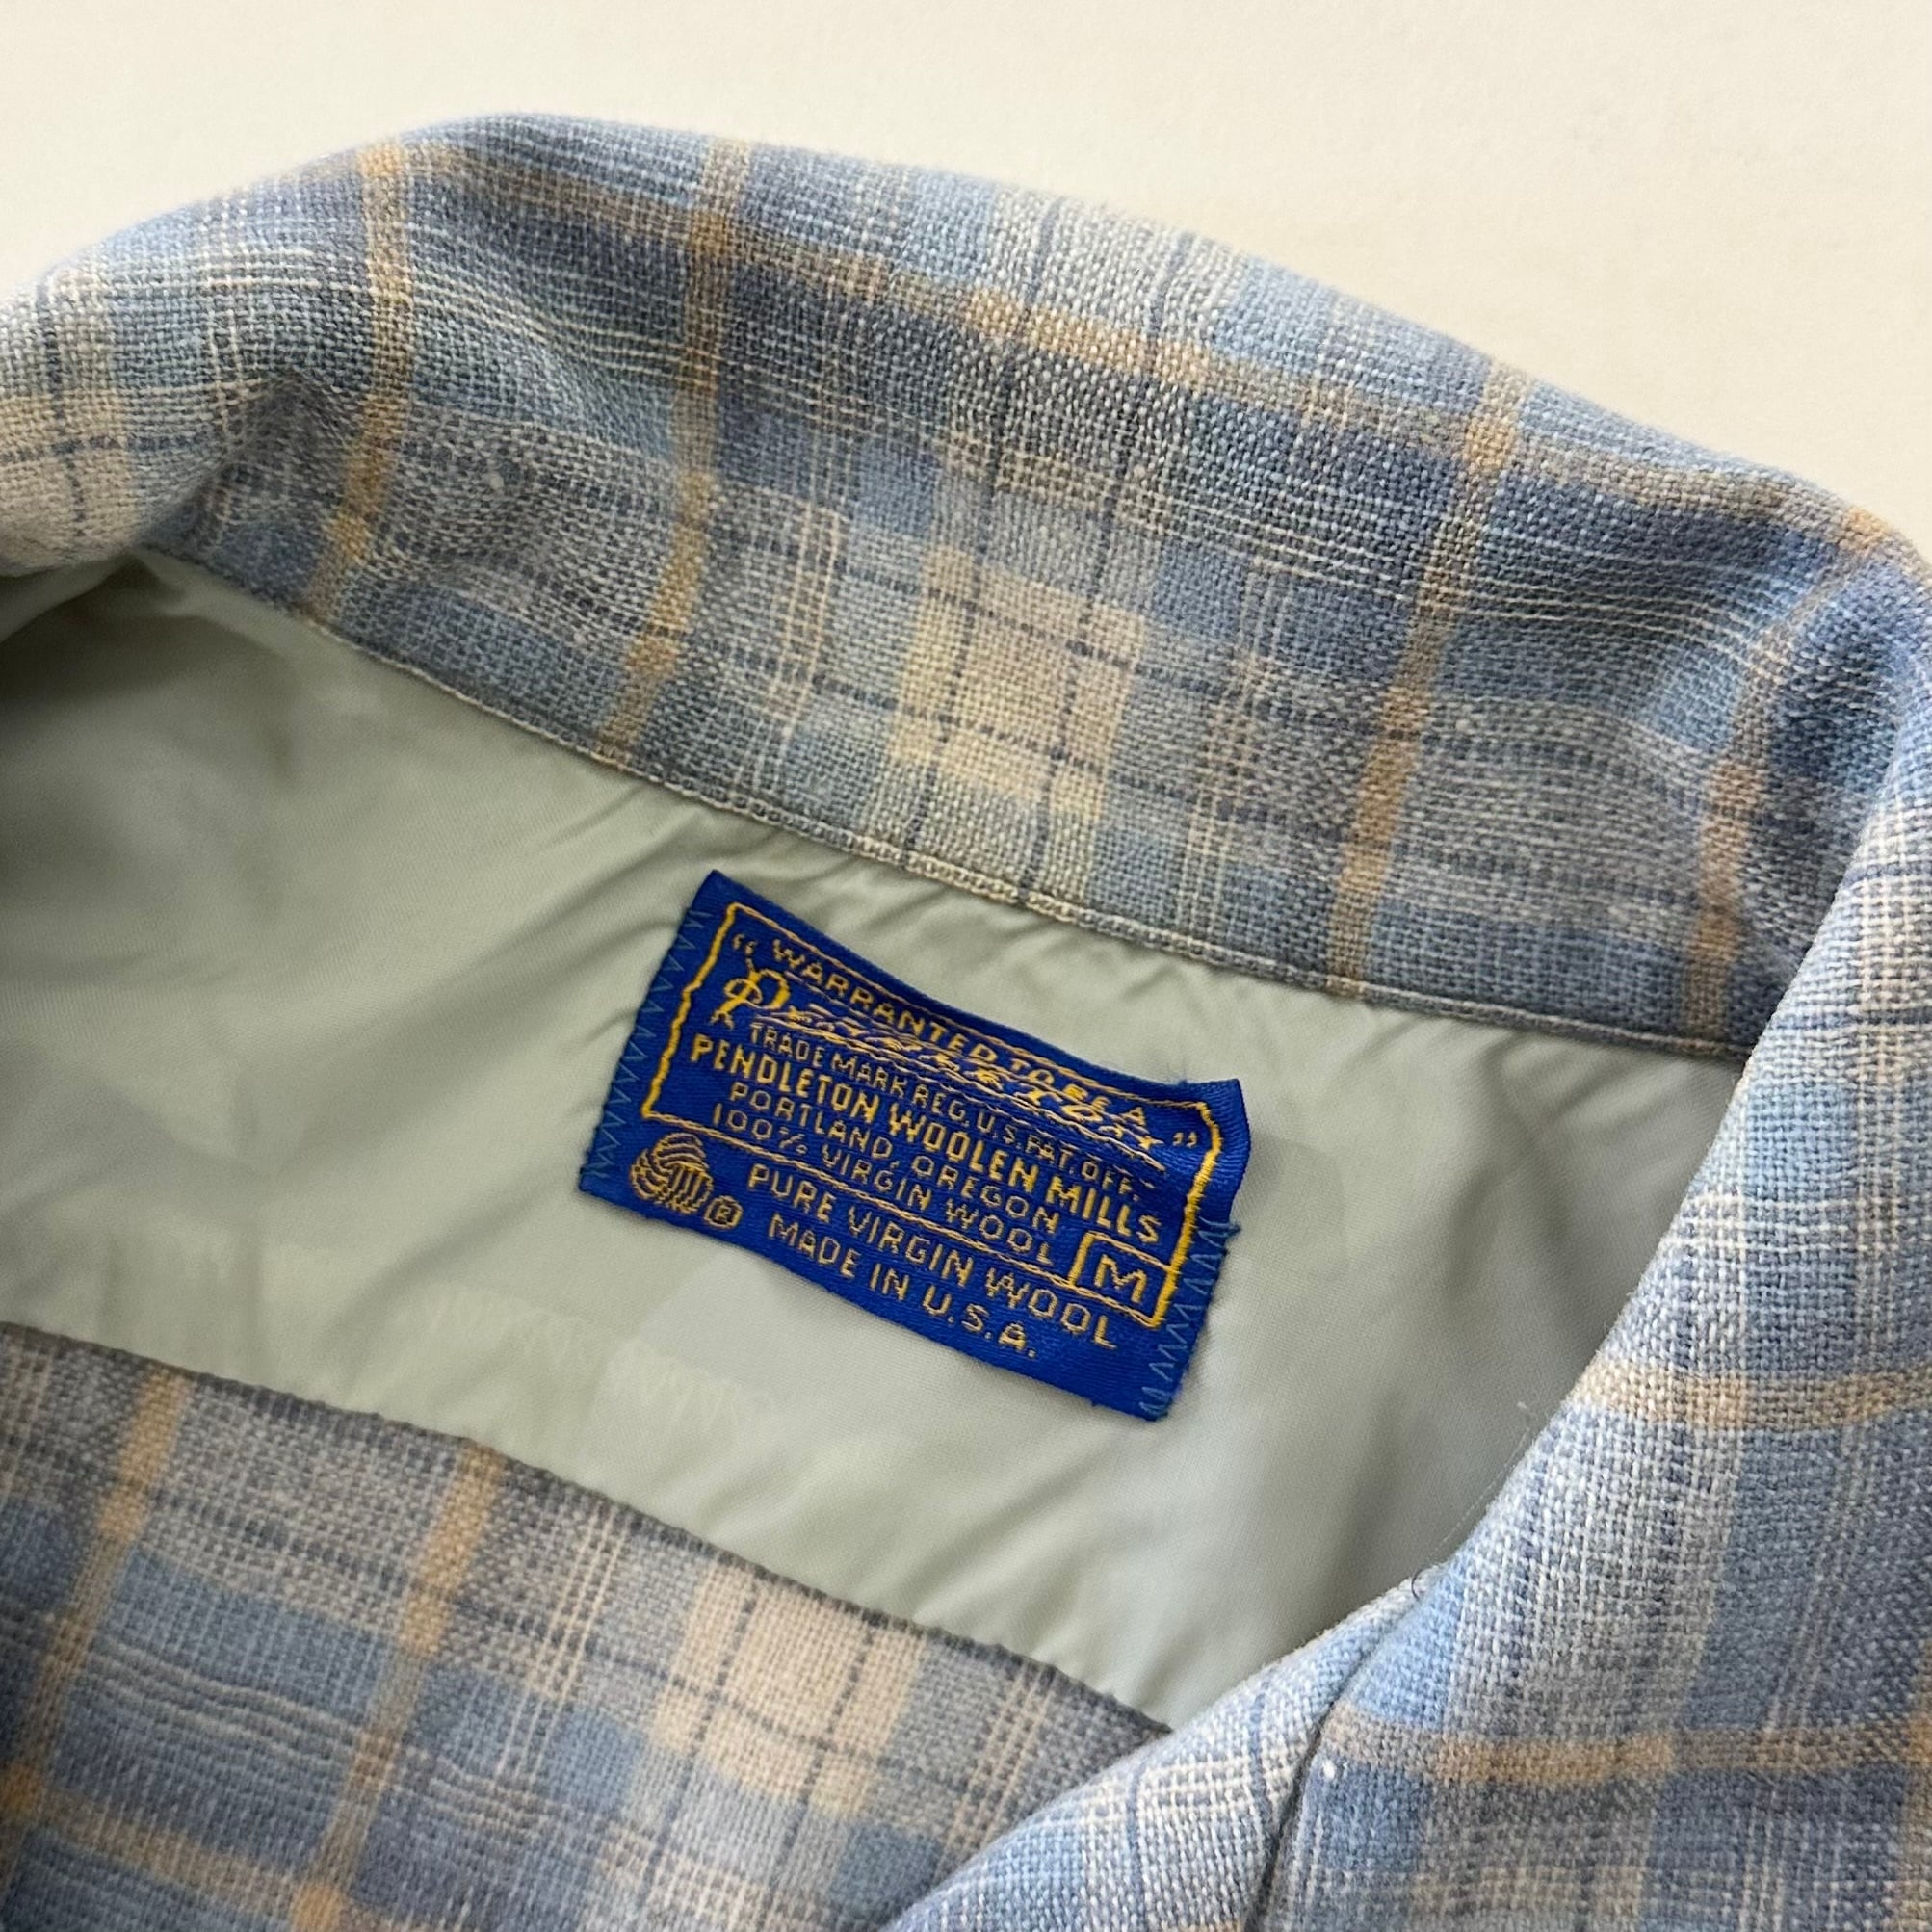 "WARRANTED TO BE A
Pendleton"
TRADE MARK REG. U.S. PAT. OFF.
PENDLETON WOOLEN MILLS
PORTLAND, OREGON
100% VIRGIN WOOL M
® PURE VIRGIN WOOL
MADE IN U.S.A.